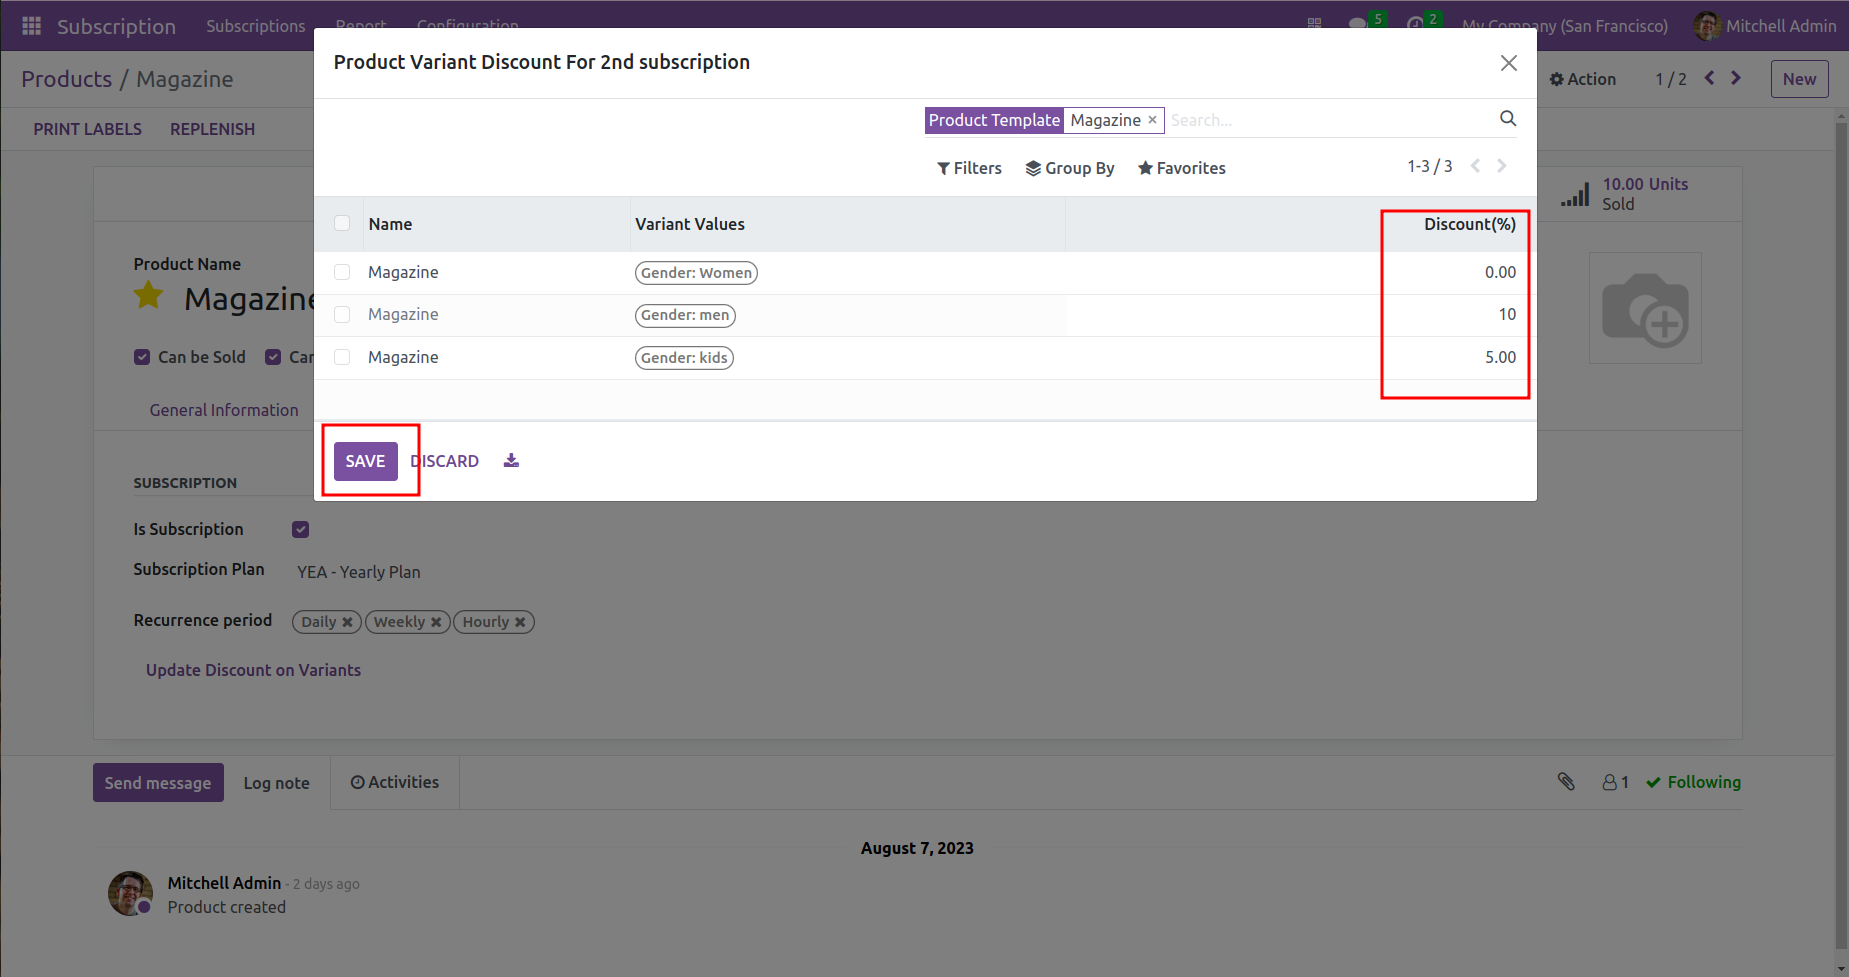 Subscription Subscriptions Report Configuration 5 2 My Company (San Francisco) Mitchell Admin
Products / Magazine
Action 1 / 2 New
PRINT LABELS REPLENISH
Product Variant Discount For 2nd subscription
Product Template Magazine × Search...
Filters Group By Favorites 1-3 / 3
Name Variant Values Discount(%)
Magazine Gender: Women 0.00
Magazine Gender: men 10
Magazine Gender: kids 5.00
SAVE DISCARD
10.00 Units
Sold
Product Name
Magazine
Can be Sold
General Information
SUBSCRIPTION
Is Subscription
Subscription Plan YEA - Yearly Plan
Recurrence period Daily Weekly Hourly
Update Discount on Variants
Send message Log note Activities 1 Following
August 7, 2023
Mitchell Admin - 2 days ago
Product created